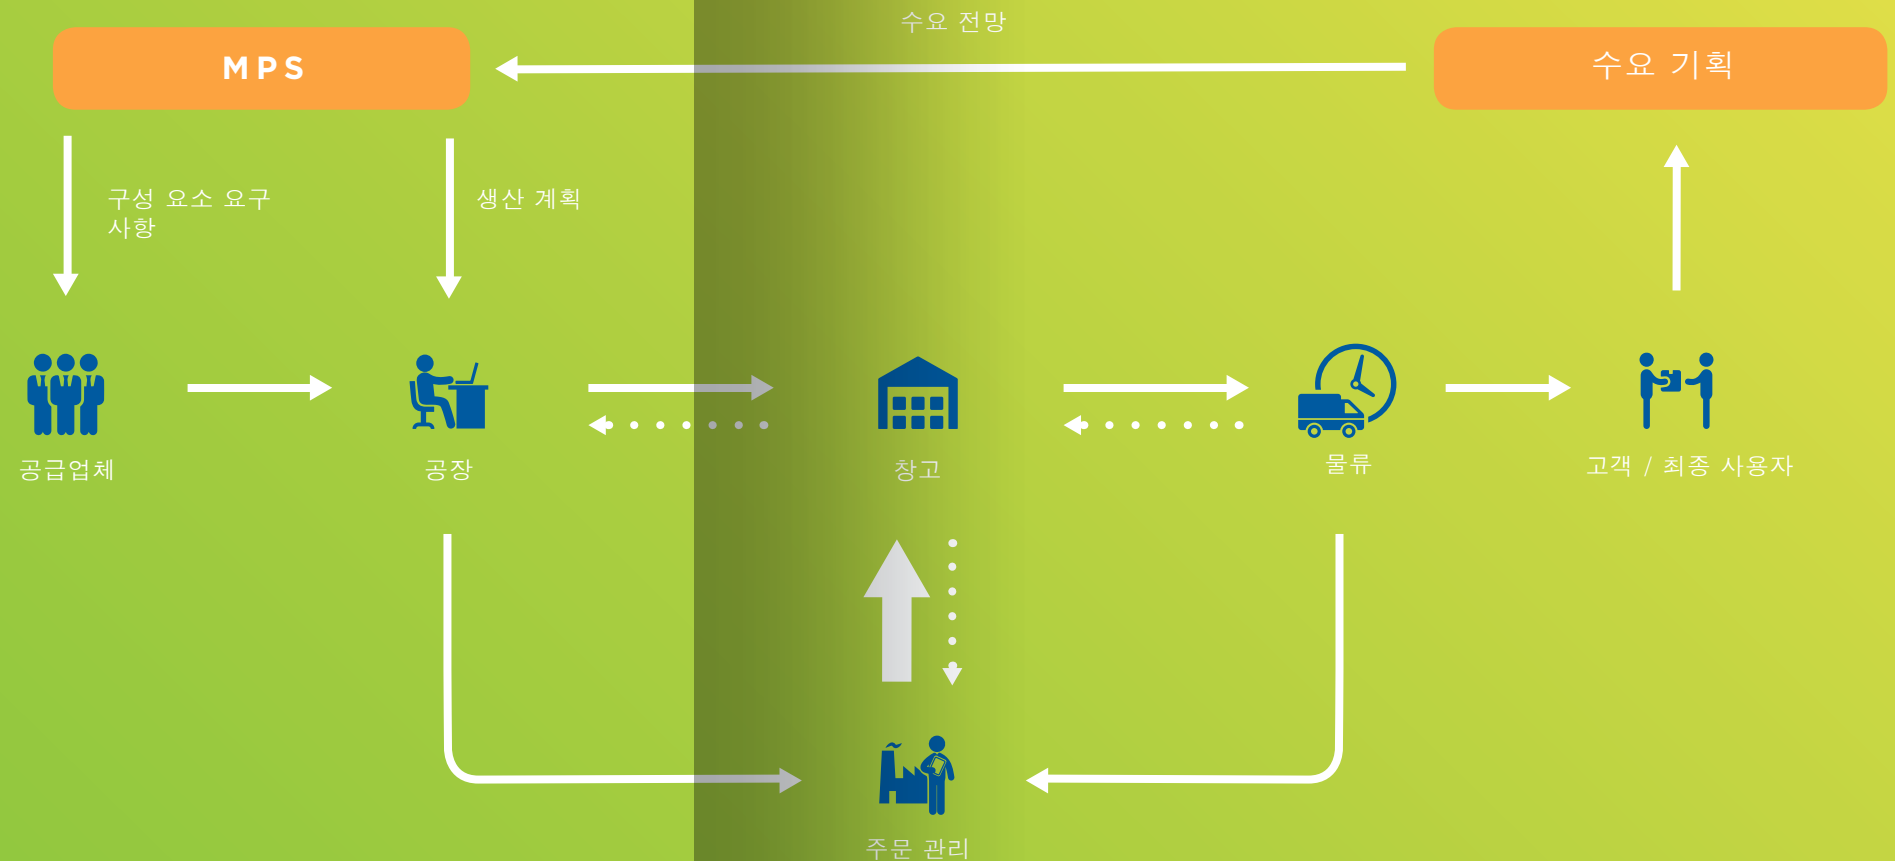 수요 전망
MPS
수요 기획
구성 요소 요구
사항
생산 계획
공급업체
공장
창고
물류
고객 / 최종 사용자
주문 관리